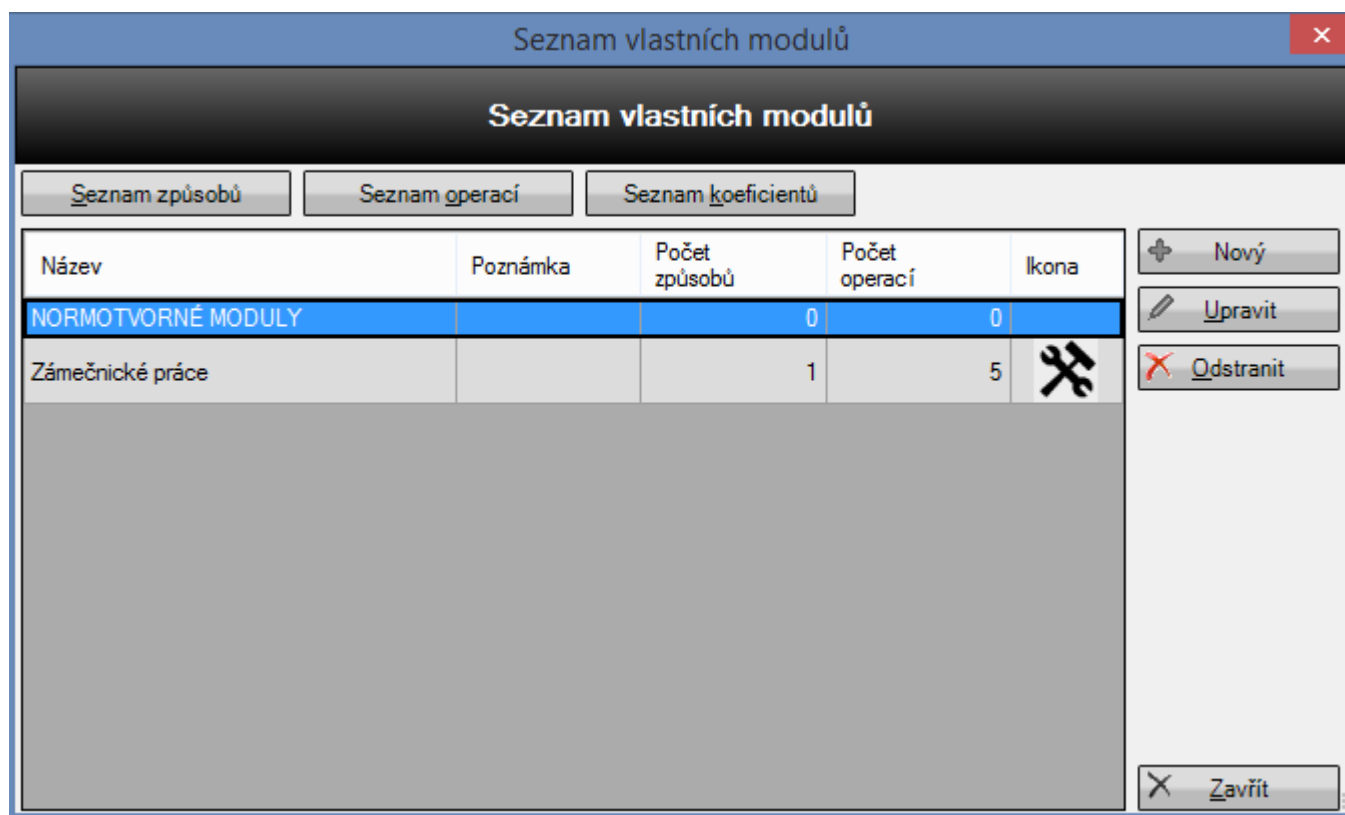 Seznam vlastních modulů
Seznam vlastních modulů
Seznam způsobů Seznam operací Seznam koeficientů
Název Poznámka Počet způsobů Počet operací Ikona
NORMOTVORNÉ MODULY 0 0
Zámečnické práce 1 5
Nový
Upravit
Odstranit
Zavřít